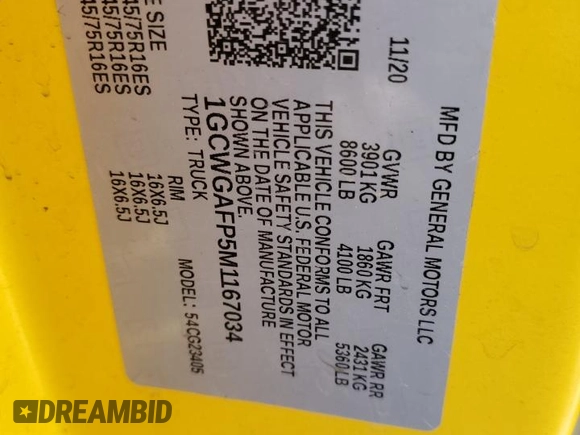 MFD BY GENERAL MOTORS LLC
11/20
GVWR
3901 KG
8600 LB
GAWR FRT
1860 KG
4100 LB
GAWR RR
2431 KG
5360LB
THIS VEHICLE CONFORMS TO ALL
APPLICABLE U.S. FEDERAL MOTOR
VEHICLE SAFETY STANDARDS IN EFFECT
ON THE DATE OF MANUFACTURE
SHOWN ABOVE.
1GCWGAFP5M1167034
TYPE: TRUCK
MODEL: 54CG23405
SIZE
45/75R16ES
45/75R16ES
45/75R16ES
RIM
16X6.5J
16X6.5J
16X6.5J
DREAMBID